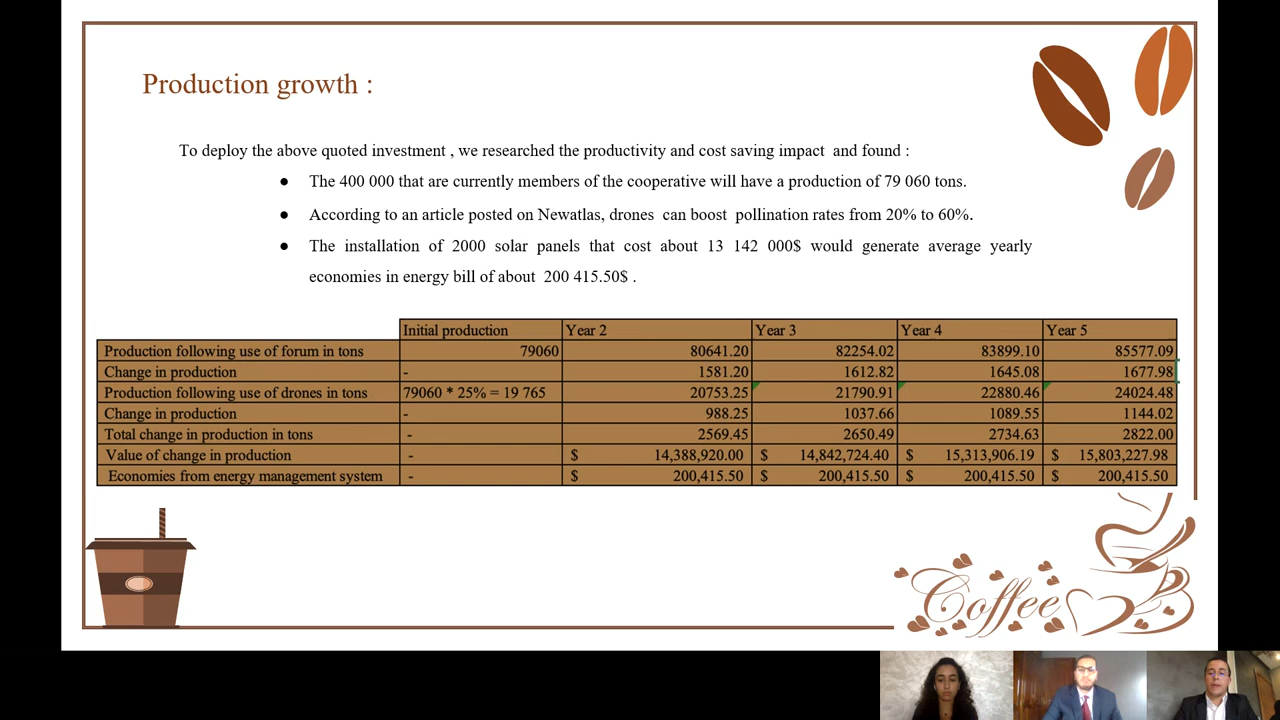 Production growth :
To deploy the above quoted investment , we researched the productivity and cost saving impact and found :
● The 400 000 that are currently members of the cooperative will have a production of 79 060 tons.
● According to an article posted on Newatlas, drones can boost pollination rates from 20% to 60%.
● The installation of 2000 solar panels that cost about 13 142 000$ would generate average yearly
economies in energy bill of about 200 415.50$ .
Initial production Year 2 Year 3 Year 4 Year 5
Production following use of forum in tons 79060 80641.20 82254.02 83899.10 85577.09
Change in production - 1581.20 1612.82 1645.08 1677.98
Production following use of drones in tons 79060 * 25% = 19 765 20753.25 21790.91 22880.46 24024.48
Change in production - 988.25 1037.66 1089.55 1144.02
Total change in production in tons - 2569.45 2650.49 2734.63 2822.00
Value of change in production - $ 14,388,920.00 $ 14,842,724.40 $ 15,313,906.19 $ 15,803,227.98
Economies from energy management system - $ 200,415.50 $ 200,415.50 $ 200,415.50 $ 200,415.50
Coffee